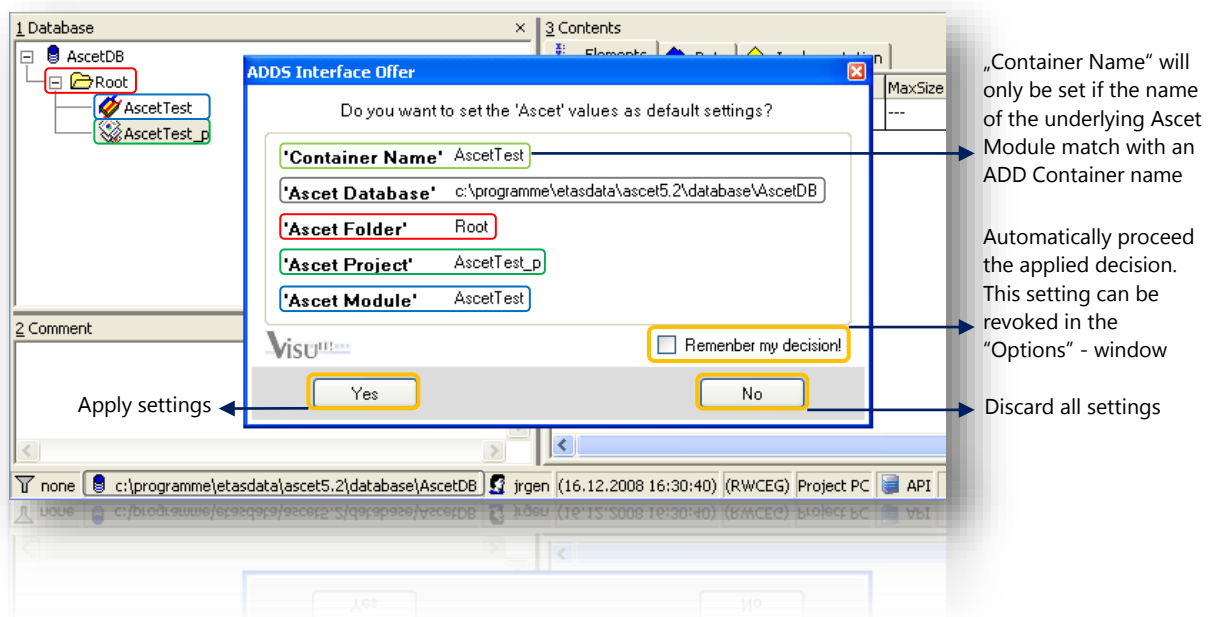 1 Database
×
3 Contents
AscetDB
Root
AscetTest
AscetTest_p
Elements
MaxSize
---
ADDS Interface Offer
Do you want to set the 'Ascet' values as default settings?
'Container Name' AscetTest
'Ascet Database' c:\programme\etasdata\ascet5.2\database\AscetDB
'Ascet Folder' Root
'Ascet Project' AscetTest_p
'Ascet Module' AscetTest
2 Comment
Visu
Remenber my decision!
Yes
No
Apply settings
none
c:\programme\etasdata\ascet5.2\database\AscetDB
jrgen
(16.12.2008 16:30:40)
(RWCEG)
Project PC
API
„Container Name“ will
only be set if the name
of the underlying Ascet
Module match with an
ADD Container name
Automatically proceed
the applied decision.
This setting can be
revoked in the
“Options” - window
Discard all settings